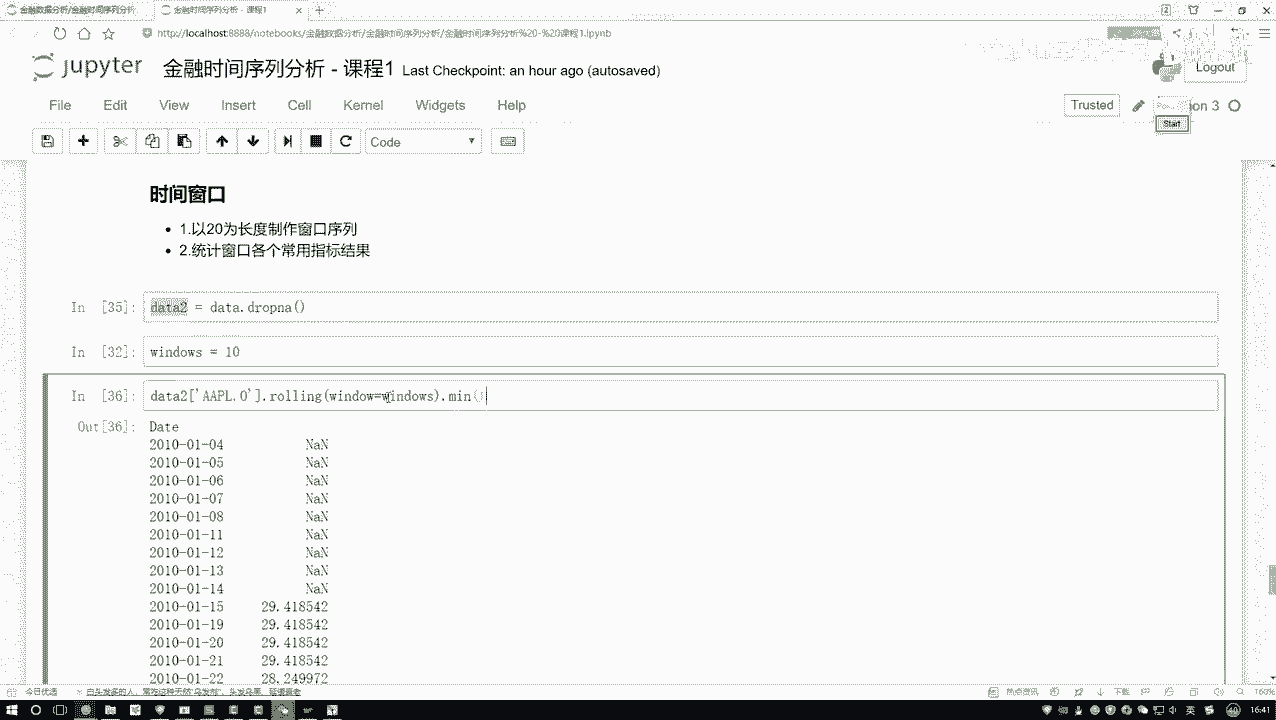 金融数据分析/金融时间序列分析
金融时间序列分析 - 课程1
http://localhost:8888/notebooks/金融数据分析/金融时间序列分析/金融时间序列分析%20-%20课程1.ipynb
jupyter 金融时间序列分析 - 课程1 Last Checkpoint: an hour ago (autosaved)
Logout
File Edit View Insert Cell Kernel Widgets Help
Trusted
on 3
Start
Code
时间窗口
1.以20为长度制作窗口序列
2.统计窗口各个常用指标结果
In [35]: data2 = data.dropna()
In [32]: windows = 10
In [36]: data2['AAPL.O'].rolling(window=windows).min()
Out[36]: Date
2010-01-04 NaN
2010-01-05 NaN
2010-01-06 NaN
2010-01-07 NaN
2010-01-08 NaN
2010-01-11 NaN
2010-01-12 NaN
2010-01-13 NaN
2010-01-14 NaN
2010-01-15 29.418542
2010-01-19 29.418542
2010-01-20 29.418542
2010-01-21 29.418542
2010-01-22 28.249972
今日优选
热点资讯
下载
160%
英
16:41